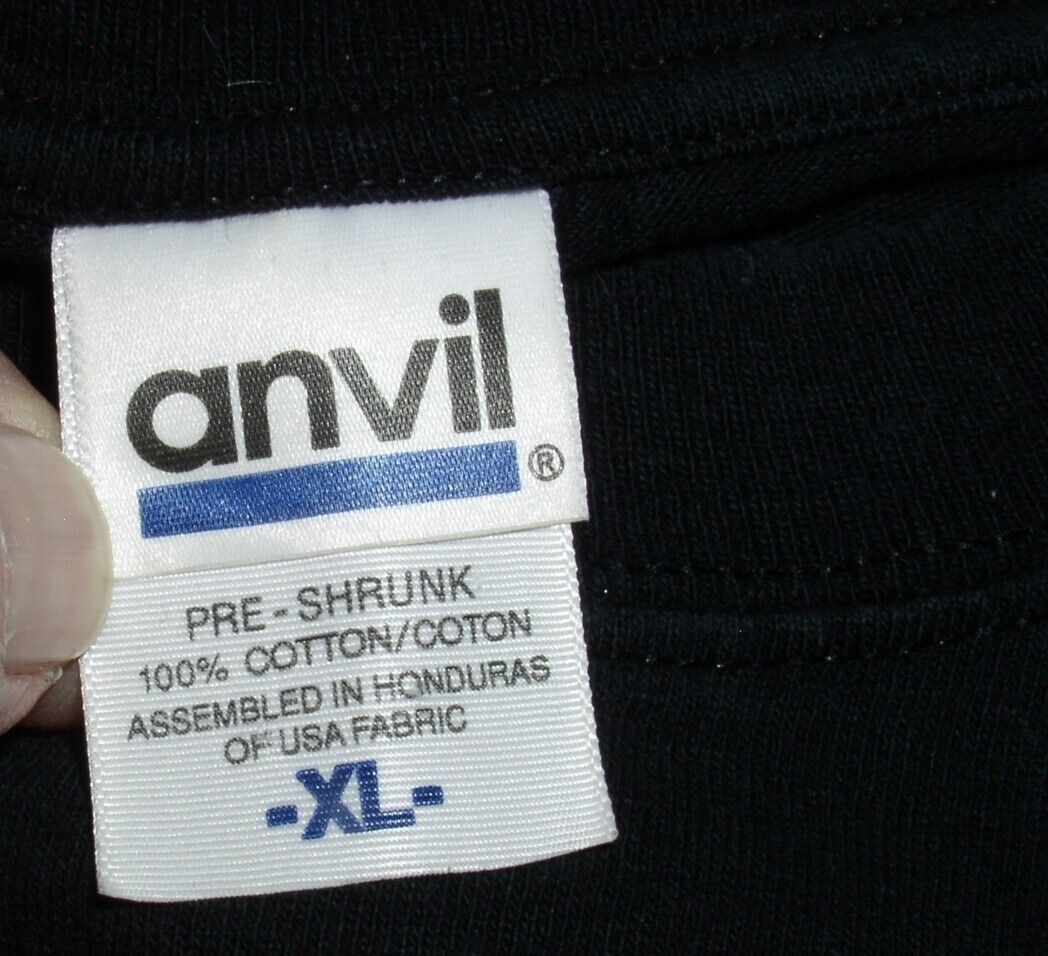 anvil
®
PRE-SHRUNK
100% COTTON/COTON
ASSEMBLED IN HONDURAS
OF USA FABRIC
-XL-